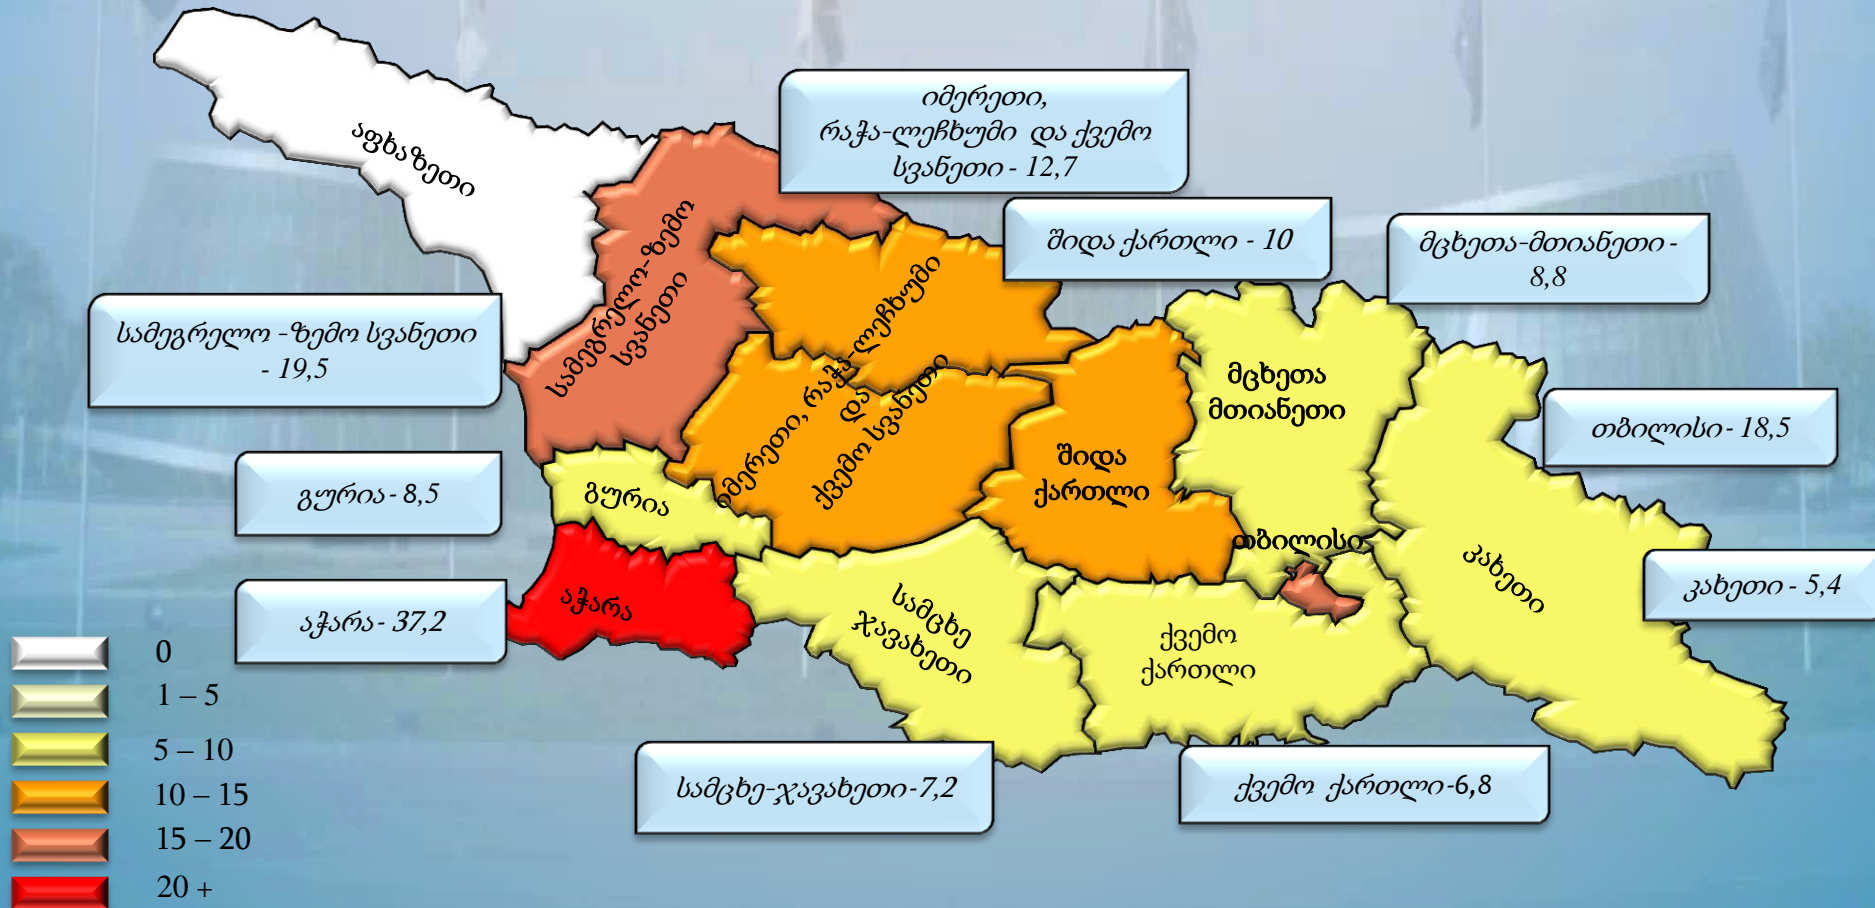 იმერეთი,
რაჭა-ლეჩხუმი და ქვემო
სვანეთი - 12,7
შიდა ქართლი - 10
მცხეთა-მთიანეთი -
8,8
სამეგრელო -ზემო სვანეთი
- 19,5
თბილისი - 18,5
გურია - 8,5
კახეთი - 5,4
აჭარა - 37,2
სამცხე-ჯავახეთი-7,2
ქვემო ქართლი-6,8
აფხაზეთი
სამეგრელო-ზემო
სვანეთი
იმერეთი, რაჭა-ლეჩხუმი
და
ქვემო სვანეთი
შიდა
ქართლი
მცხეთა
მთიანეთი
თბილისი
კახეთი
გურია
აჭარა
სამცხე
ჯავახეთი
ქვემო
ქართლი
0
1 – 5
5 – 10
10 – 15
15 – 20
20 +